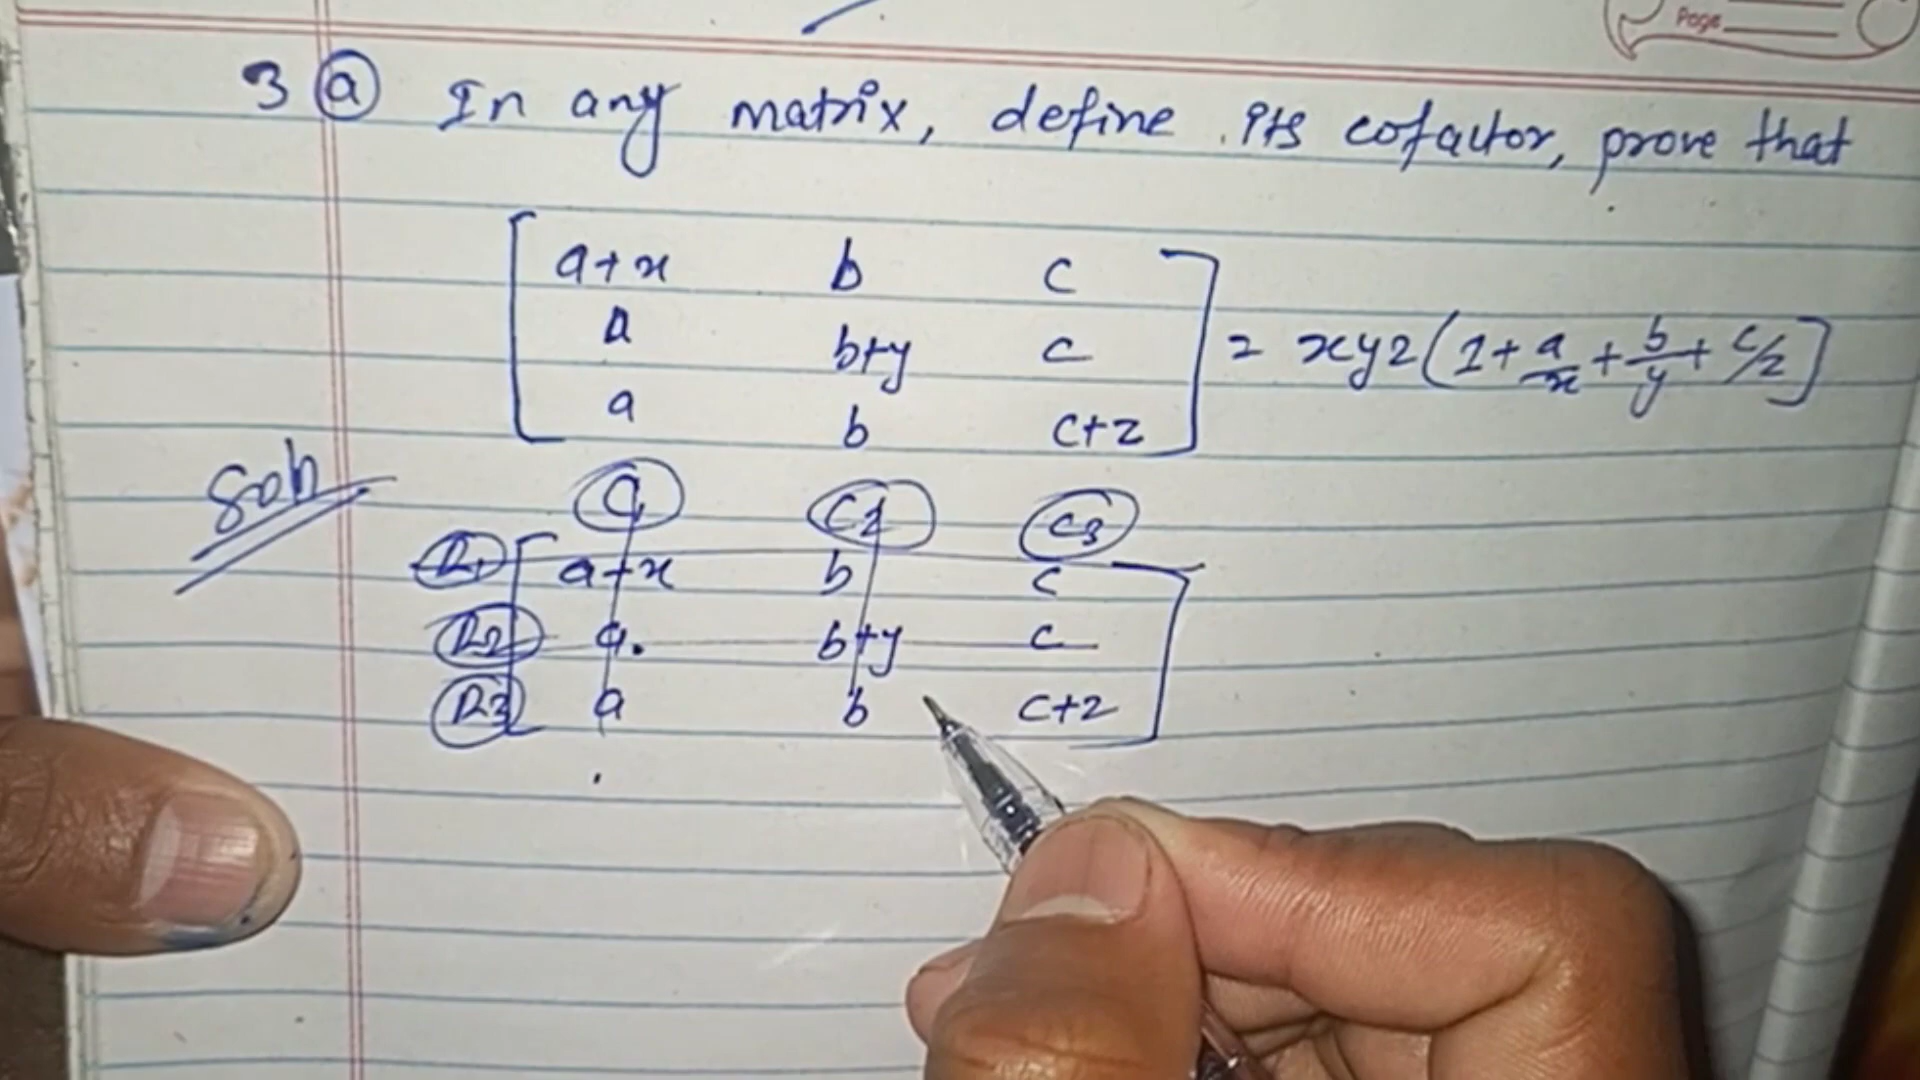 Page
3 (a) In any matrix, define its cofactor, prove that
[ a+x b c
a b+y c ] = xyz(1+a/x+b/y+c/z]
a b c+z
Soln
C1 C2 C3
R1 [ a+x b c
R2 a. b+y c
R3 a b c+z ]